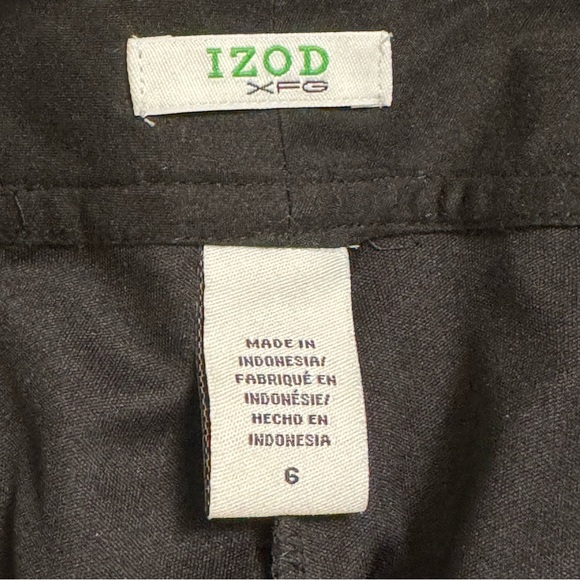 IZOD
XFG
MADE IN
INDONESIA/
FABRIQUÉ EN
INDONÉSIE/
HECHO EN
INDONESIA
6